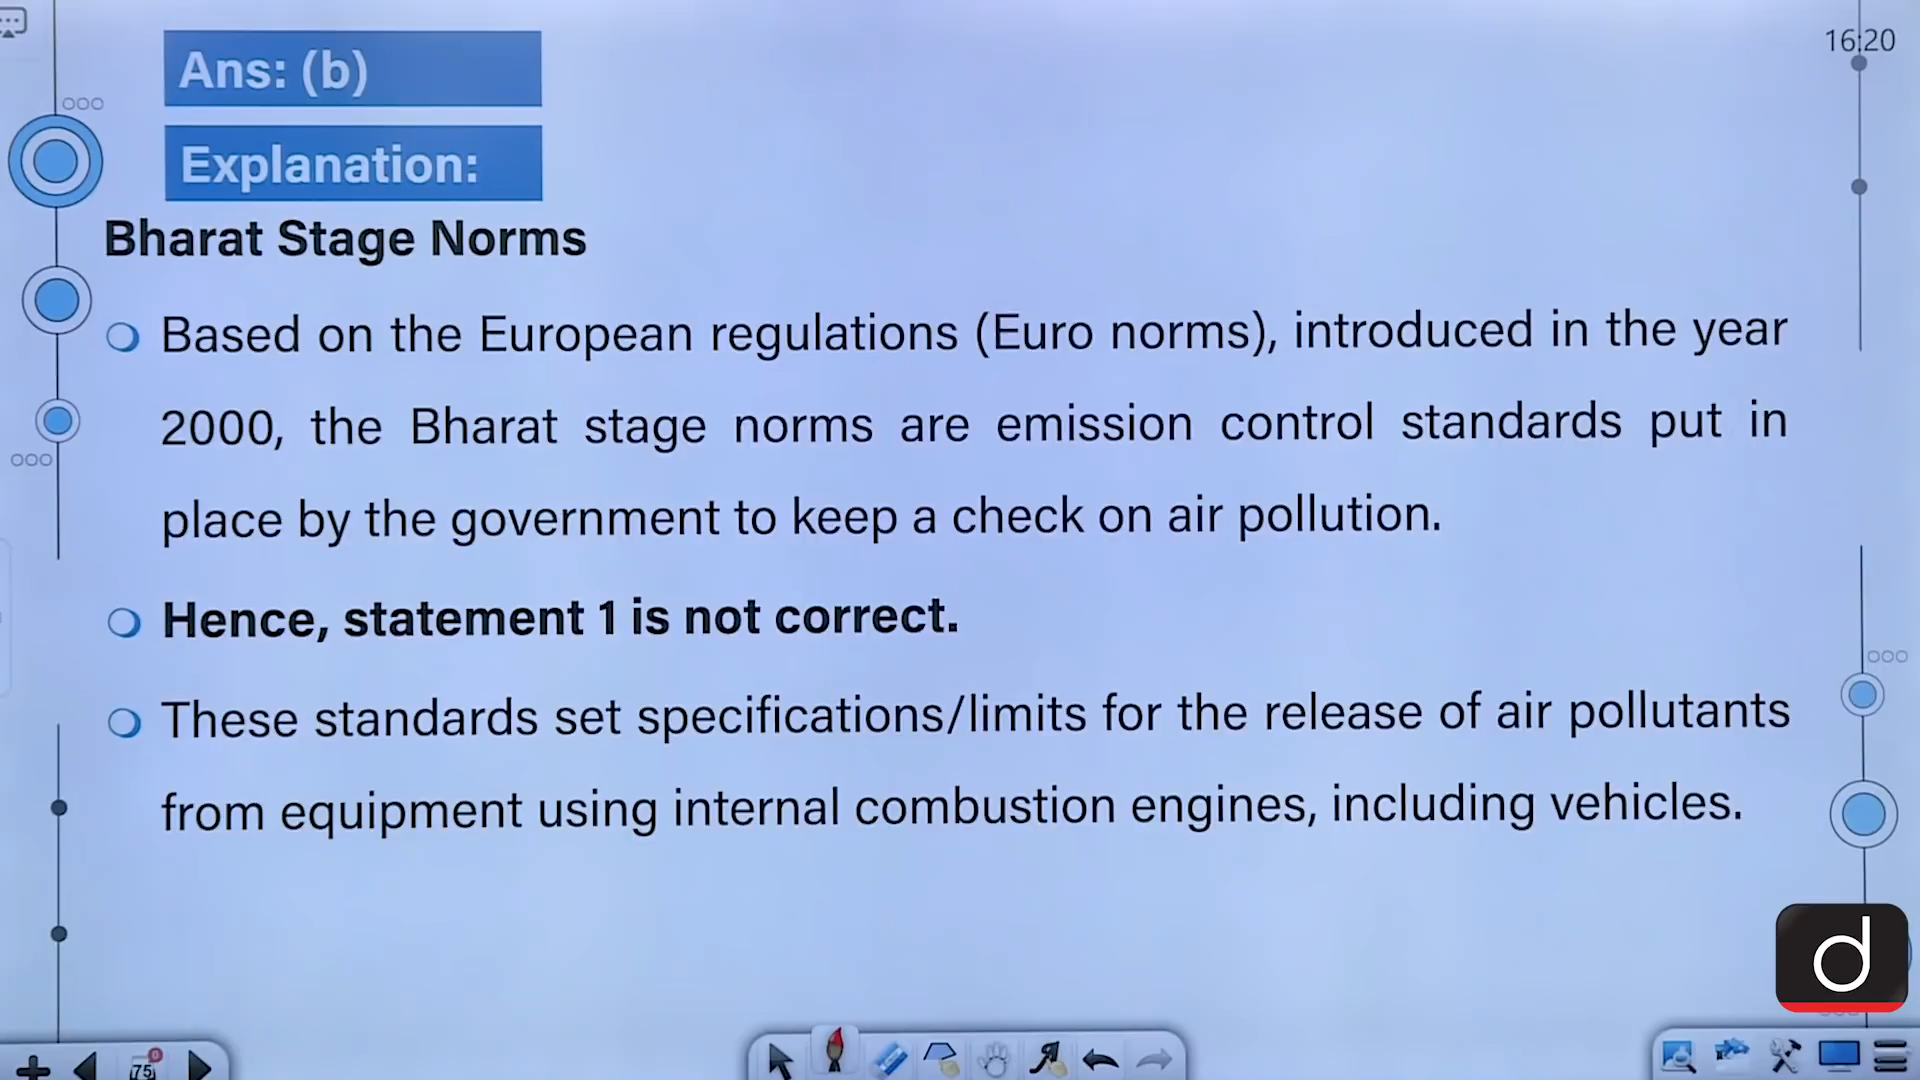 16:20
Ans: (b)
Explanation:
Bharat Stage Norms
Based on the European regulations (Euro norms), introduced in the year
2000, the Bharat stage norms are emission control standards put in
place by the government to keep a check on air pollution.
Hence, statement 1 is not correct.
These standards set specifications/limits for the release of air pollutants
from equipment using internal combustion engines, including vehicles.
d
75
0